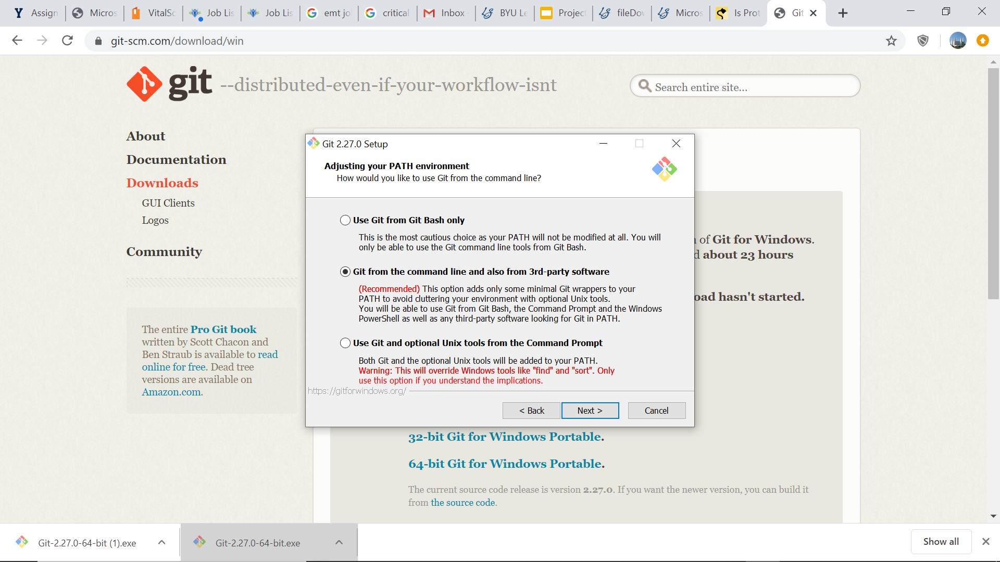 Assign
Micros
VitalSo
Job Lis
Job Lis
emt jo
critical
Inbox
BYU Le
Project
fileDow
Micros
Is Prot
Git
git-scm.com/download/win
git --distributed-even-if-your-workflow-isnt
Search entire site...
About
Documentation
Downloads
GUI Clients
Logos
Community
The entire Pro Git book
written by Scott Chacon and
Ben Straub is available to read
online for free. Dead tree
versions are available on
Amazon.com.
Git 2.27.0 Setup
Adjusting your PATH environment
How would you like to use Git from the command line?
Use Git from Git Bash only
This is the most cautious choice as your PATH will not be modified at all. You will
only be able to use the Git command line tools from Git Bash.
Git from the command line and also from 3rd-party software
(Recommended) This option adds only some minimal Git wrappers to your
PATH to avoid cluttering your environment with optional Unix tools.
You will be able to use Git from Git Bash, the Command Prompt and the Windows
PowerShell as well as any third-party software looking for Git in PATH.
Use Git and optional Unix tools from the Command Prompt
Both Git and the optional Unix tools will be added to your PATH.
Warning: This will override Windows tools like "find" and "sort". Only
use this option if you understand the implications.
https://gitforwindows.org/
< Back
Next >
Cancel
of Git for Windows.
d about 23 hours
oad hasn't started.
32-bit Git for Windows Portable.
64-bit Git for Windows Portable.
The current source code release is version 2.27.0. If you want the newer version, you can build it
from the source code.
Git-2.27.0-64-bit (1).exe
Git-2.27.0-64-bit.exe
Show all